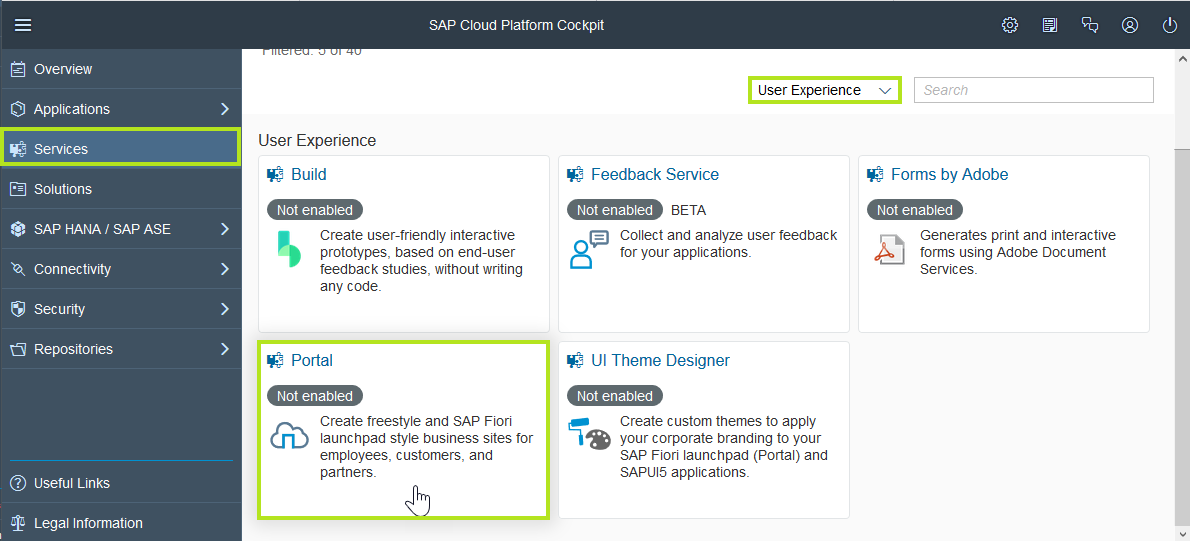 SAP Cloud Platform Cockpit
Overview
Applications
Services
Solutions
SAP HANA / SAP ASE
Connectivity
Security
Repositories
Useful Links
Legal Information
Filtered: 5 of 40
User Experience
Search
User Experience
Build
Not enabled
Create user-friendly interactive
prototypes, based on end-user
feedback studies, without writing
any code.
Feedback Service
Not enabled BETA
Collect and analyze user feedback
for your applications.
Forms by Adobe
Not enabled
Generates print and interactive
forms using Adobe Document
Services.
Portal
Not enabled
Create freestyle and SAP Fiori
launchpad style business sites for
employees, customers, and
partners.
UI Theme Designer
Not enabled
Create custom themes to apply
your corporate branding to your
SAP Fiori launchpad (Portal) and
SAPUI5 applications.